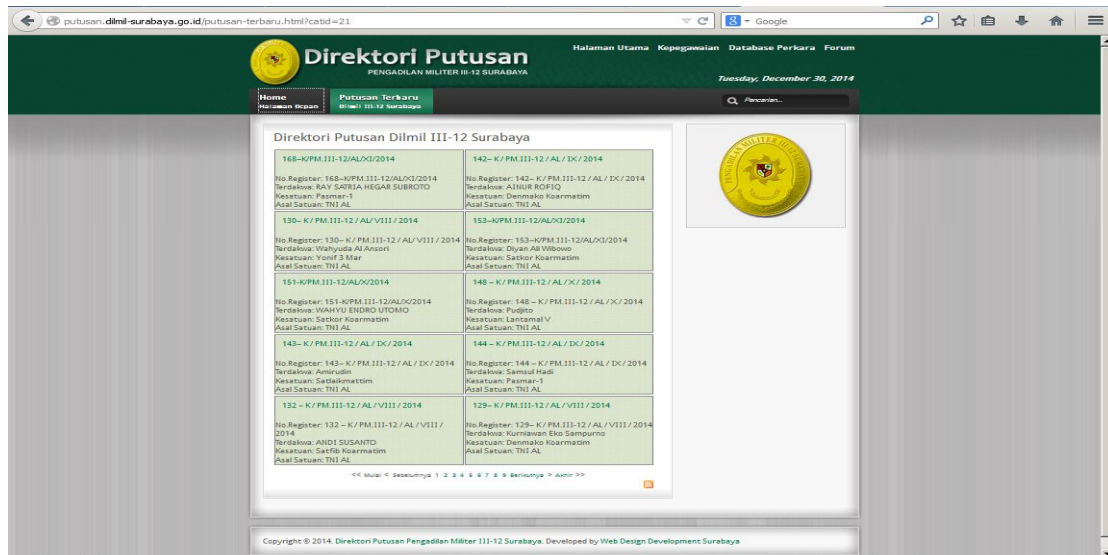 putusan.dilmil-surabaya.go.id/putusan-terbaru.html?catid=21
Google
Direktori Putusan
PENGADILAN MILITER III-12 SURABAYA
Halaman Utama Kepegawaian Database Perkara Forum
Tuesday, December 30, 2014
Home
Halaman Depan
Putusan Terbaru
Dilmil III-12 Surabaya
Pencarian...
Direktori Putusan Dilmil III-12 Surabaya
168-K/PM.III-12/AL/XI/2014
No.Register: 168-K/PM.III-12/AL/XI/2014
Terdakwa: RAY SATRIA HEGAR SUBROTO
Kesatuan: Pasmar-1
Asal Satuan: TNI AL
142- K / PM.III-12 / AL / IX / 2014
No.Register: 142- K / PM.III-12 / AL / IX / 2014
Terdakwa: AINUR ROFIQ
Kesatuan: Denmako Koarmatim
Asal Satuan: TNI AL
130- K / PM.III-12 / AL/ VIII / 2014
No.Register: 130- K / PM.III-12 / AL/ VIII / 2014
Terdakwa: Wahyuda Al Ansori
Kesatuan: Yonif 3 Mar
Asal Satuan: TNI AL
153-K/PM.III-12/AL/XI/2014
No.Register: 153-K/PM.III-12/AL/XI/2014
Terdakwa: Diyan Ali Wibowo
Kesatuan: Satkor Koarmatim
Asal Satuan: TNI AL
151-K/PM.III-12/AL/X/2014
No.Register: 151-K/PM.III-12/AL/X/2014
Terdakwa: WAHYU ENDRO UTOMO
Kesatuan: Satkor Koarmatim
Asal Satuan: TNI AL
148 – K / PM.III-12 / AL / X / 2014
No.Register: 148 – K / PM.III-12 / AL / X / 2014
Terdakwa: Pudjito
Kesatuan: Lantamal V
Asal Satuan: TNI AL
143- K / PM.III-12 / AL / IX / 2014
No.Register: 143- K / PM.III-12 / AL / IX / 2014
Terdakwa: Amirudin
Kesatuan: Satlaikmattim
Asal Satuan: TNI AL
144 – K / PM.III-12 / AL / IX / 2014
No.Register: 144 – K / PM.III-12 / AL / IX / 2014
Terdakwa: Samsul Hadi
Kesatuan: Pasmar-1
Asal Satuan: TNI AL
132 – K / PM.III-12 / AL / VIII / 2014
No.Register: 132 – K / PM.III-12 / AL / VIII /
2014
Terdakwa: ANDI SUSANTO
Kesatuan: Satfib Koarmatim
Asal Satuan: TNI AL
129- K / PM.III-12 / AL / VIII / 2014
No.Register: 129- K / PM.III-12 / AL / VIII / 2014
Terdakwa: Kurniawan Eko Sampurno
Kesatuan: Denmako Koarmatim
Asal Satuan: TNI AL
<< Mulai < Sebelumnya 1 2 3 4 5 6 7 8 9 Berikutnya > Akhir >>
Copyright © 2014. Direktori Putusan Pengadilan Militer III-12 Surabaya. Developed by Web Design Development Surabaya